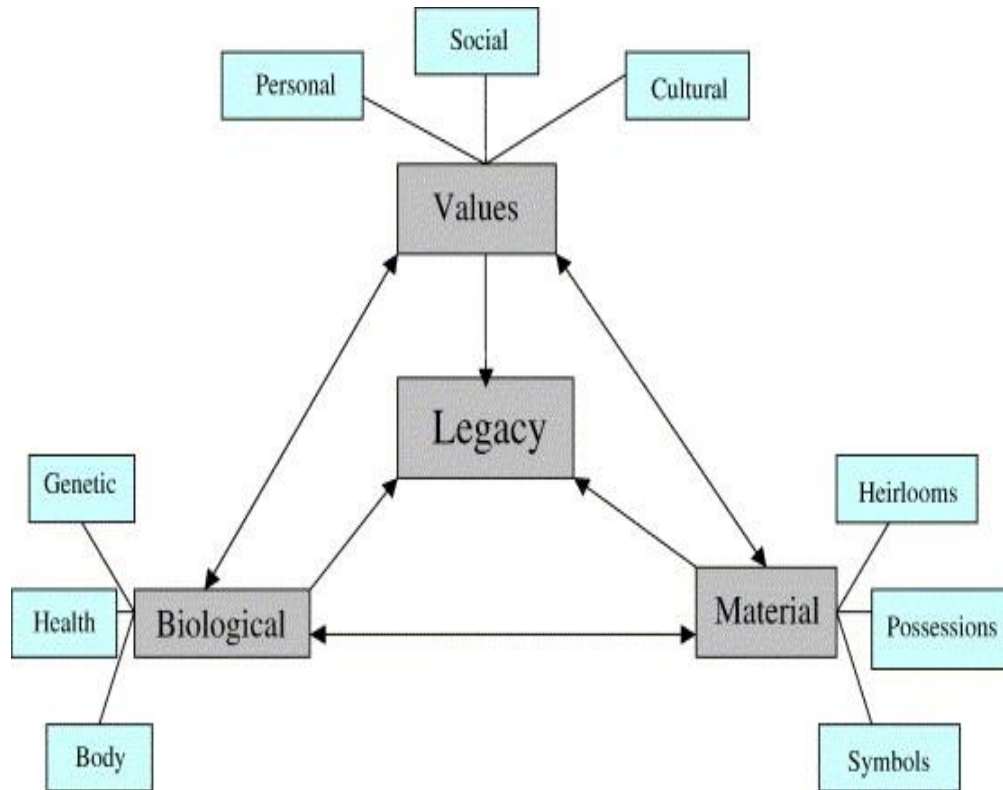 Social
Personal
Cultural
Values
Legacy
Genetic
Heirlooms
Health
Biological
Material
Possessions
Body
Symbols